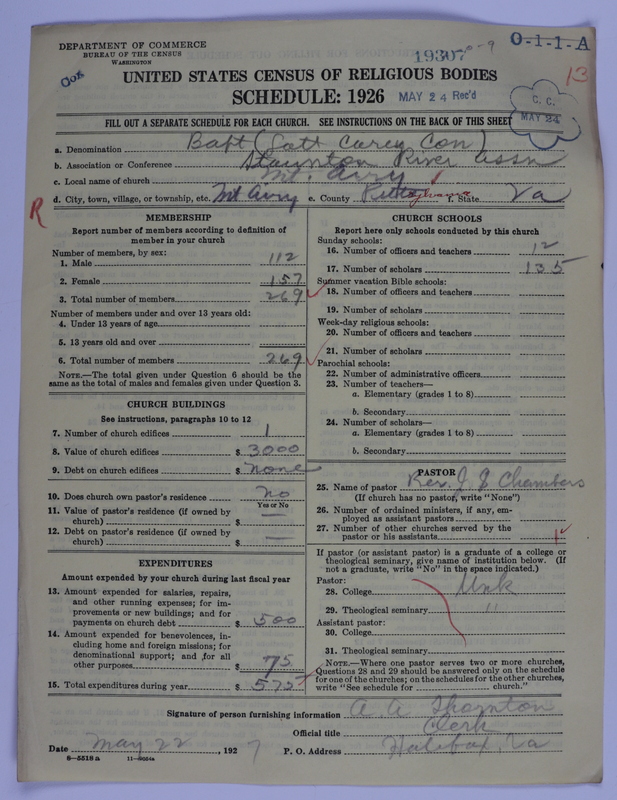 DEPARTMENT OF COMMERCE
BUREAU OF THE CENSUS
WASHINGTON
19307
0-9
O-1-1-A
13
UNITED STATES CENSUS OF RELIGIOUS BODIES
SCHEDULE: 1926 MAY 24 Rec'd
C. C.
MAY 24
FILL OUT A SEPARATE SCHEDULE FOR EACH CHURCH. SEE INSTRUCTIONS ON THE BACK OF THIS SHEET
a. Denomination Bapt (Lott Carey Con)
b. Association or Conference Staunton River Assn
c. Local name of church Mt. Airy
d. City, town, village, or township, etc. Mt Airy e. County Pittsylvania f. State Va
R
MEMBERSHIP
Report number of members according to definition of member in your church
Number of members, by sex:
1. Male 112
2. Female 157
3. Total number of members 269
Number of members under and over 13 years old:
4. Under 13 years of age
5. 13 years old and over
6. Total number of members 269
NOTE.—The total given under Question 6 should be the same as the total of males and females given under Question 3.
CHURCH BUILDINGS
See instructions, paragraphs 10 to 12
7. Number of church edifices 1
8. Value of church edifices $ 3000
9. Debt on church edifices $ none
10. Does church own pastor's residence no
Yes or No
11. Value of pastor's residence (if owned by church) $ —
12. Debt on pastor's residence (if owned by church) $ —
EXPENDITURES
Amount expended by your church during last fiscal year
13. Amount expended for salaries, repairs, and other running expenses; for improvements or new buildings; and for payments on church debt $ 500
14. Amount expended for benevolences, including home and foreign missions; for denominational support; and for all other purposes $ 75
15. Total expenditures during year $ 575
CHURCH SCHOOLS
Report here only schools conducted by this church
Sunday schools:
16. Number of officers and teachers 12
17. Number of scholars 135
Summer vacation Bible schools:
18. Number of officers and teachers
19. Number of scholars
Week-day religious schools:
20. Number of officers and teachers
21. Number of scholars
Parochial schools:
22. Number of administrative officers
23. Number of teachers—
a. Elementary (grades 1 to 8)
b. Secondary
24. Number of scholars—
a. Elementary (grades 1 to 8)
b. Secondary
PASTOR
25. Name of pastor Rev. J. G Chambers
(If church has no pastor, write "None")
26. Number of ordained ministers, if any, employed as assistant pastors
27. Number of other churches served by the pastor or his assistants
If pastor (or assistant pastor) is a graduate of a college or theological seminary, give name of institution below. (If not a graduate, write "No" in the space indicated.)
Pastor:
28. College Unk
29. Theological seminary "
Assistant pastor:
30. College
31. Theological seminary
NOTE.—Where one pastor serves two or more churches, Questions 28 and 29 should be answered only on the schedule for one of the churches; on the schedules for the other churches, write "See schedule for church."
Signature of person furnishing information A. A Thornton
Official title Clerk
Date May 22, 1927 P. O. Address Halifax, Va
8-5518 a 11-9554a